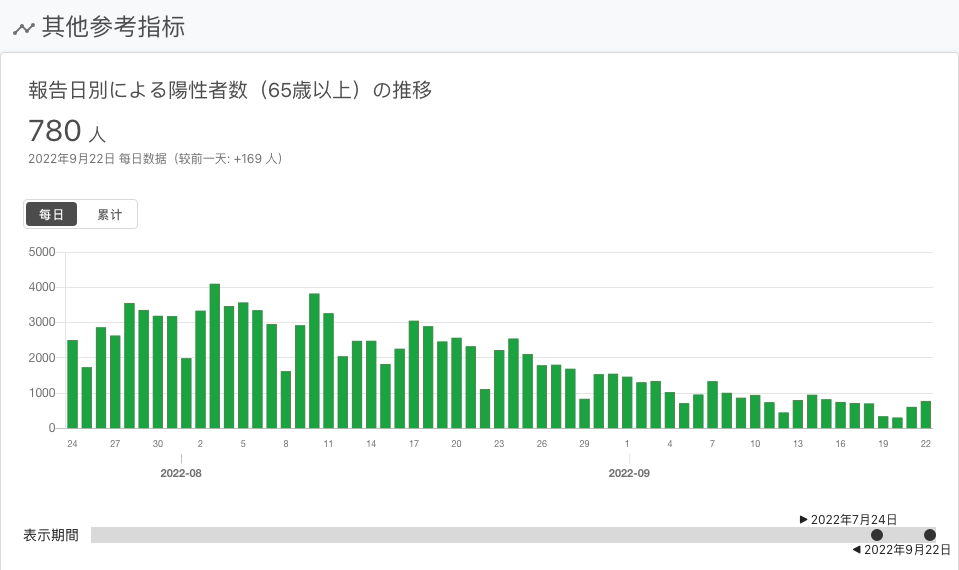 其他参考指标
報告日別による陽性者数（65歳以上）の推移
780 人
2022年9月22日 每日数据（较前一天: +169 人）
每日 累计
5000
4000
3000
2000
1000
0
24 27 30 2 5 8 11 14 17 20 23 26 29 1 4 7 10 13 16 19 22
2022-08 2022-09
▶ 2022年7月24日
表示期間
◀ 2022年9月22日